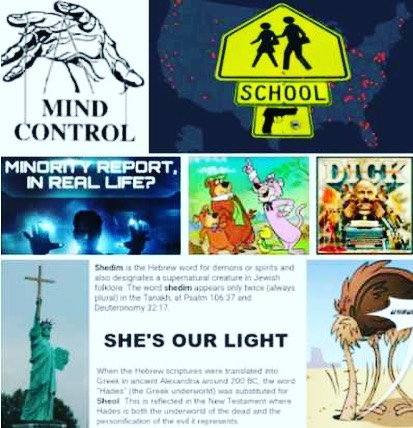 MIND
CONTROL
SCHOOL
MINORITY REPORT,
IN REAL LIFE?
DICK
Shedim is the Hebrew word for demons or spirits and
also designates a supernatural creature in Jewish
folklore. The word shedim appears only twice (always
plural) in the Tanakh, at Psalm 106:37 and
Deuteronomy 32:17.
SHE'S OUR LIGHT
When the Hebrew scriptures were translated into
Greek in ancient Alexandria around 200 BC, the word
"Hades" (the Greek underworld) was substituted for
Sheol. This is reflected in the New Testament where
Hades is both the underworld of the dead and the
personification of the evil it represents.